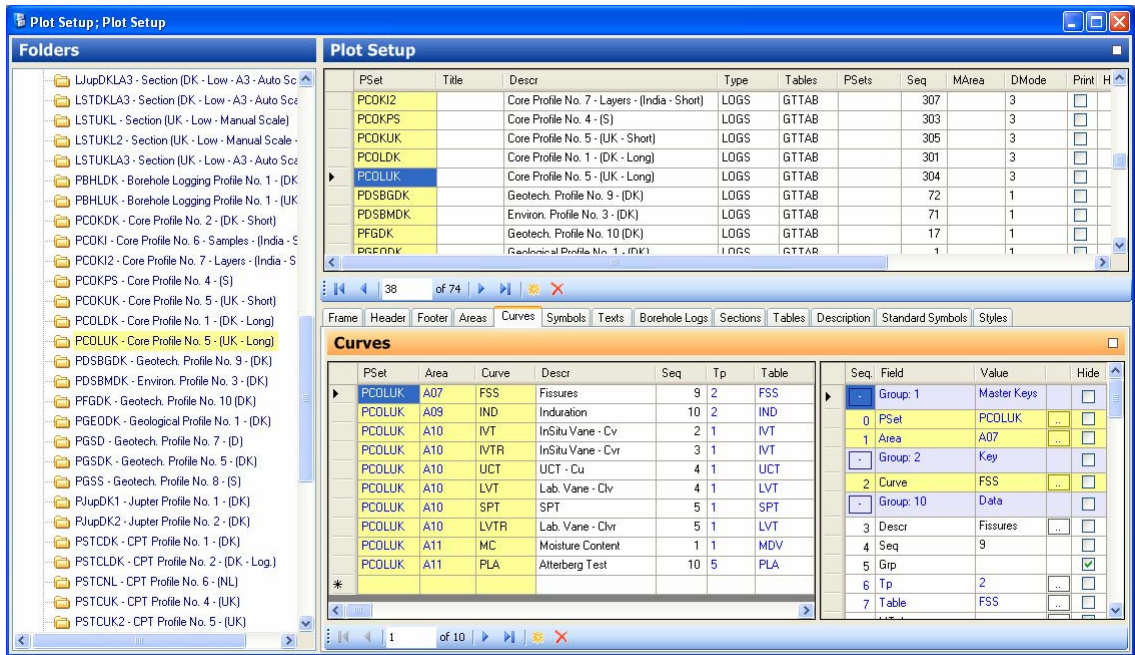 Plot Setup; Plot Setup
Folders
LJupDKLA3 - Section (DK - Low - A3 - Auto Sc
LSTDKLA3 - Section (DK - Low - A3 - Auto Sca
LSTUKL - Section (UK - Low - Manual Scale)
LSTUKL2 - Section (UK - Low - Manual Scale -
LSTUKLA3 - Section (UK - Low - A3 - Auto Sca
PBHLDK - Borehole Logging Profile No. 1 - (DK
PBHLUK - Borehole Logging Profile No. 1 - (UK
PCOKDK - Core Profile No. 2 - (DK - Short)
PCOKI - Core Profile No. 6 - Samples - (India - S
PCOKI2 - Core Profile No. 7 - Layers - (India - S
PCOKPS - Core Profile No. 4 - (S)
PCOKUK - Core Profile No. 5 - (UK - Short)
PCOLDK - Core Profile No. 1 - (DK - Long)
PCOLUK - Core Profile No. 5 - (UK - Long)
PDSBGDK - Geotech. Profile No. 9 - (DK)
PDSBMDK - Environ. Profile No. 3 - (DK)
PFGDK - Geotech. Profile No. 10 (DK)
PGEODK - Geological Profile No. 1 - (DK)
PGSD - Geotech. Profile No. 7 - (D)
PGSDK - Geotech. Profile No. 5 - (DK)
PGSS - Geotech. Profile No. 8 - (S)
PJupDK1 - Jupter Profile No. 1 - (DK)
PJupDK2 - Jupter Profile No. 2 - (DK)
PSTCDK - CPT Profile No. 1 - (DK)
PSTCLDK - CPT Profile No. 2 - (DK - Log.)
PSTCNL - CPT Profile No. 6 - (NL)
PSTCUK - CPT Profile No. 4 - (UK)
PSTCUK2 - CPT Profile No. 5 - (UK)
Plot Setup
PSet Title Descr Type Tables PSets Seq MArea DMode Print H
PCOKI2 Core Profile No. 7 - Layers - (India - Short) LOGS GTTAB 307 3
PCOKPS Core Profile No. 4 - (S) LOGS GTTAB 303 3
PCOKUK Core Profile No. 5 - (UK - Short) LOGS GTTAB 305 3
PCOLDK Core Profile No. 1 - (DK - Long) LOGS GTTAB 301 3
PCOLUK Core Profile No. 5 - (UK - Long) LOGS GTTAB 304 3
PDSBGDK Geotech. Profile No. 9 - (DK) LOGS GTTAB 72 1
PDSBMDK Environ. Profile No. 3 - (DK) LOGS GTTAB 71 1
PFGDK Geotech. Profile No. 10 (DK) LOGS GTTAB 17 1
PGEODK Geological Profile No. 1 - (DK) LOGS GTTAB 1 1
38 of 74
Frame Header Footer Areas Curves Symbols Texts Borehole Logs Sections Tables Description Standard Symbols Styles
Curves
PSet Area Curve Descr Seq Tp Table
PCOLUK A07 FSS Fissures 9 2 FSS
PCOLUK A09 IND Induration 10 2 IND
PCOLUK A10 IVT InSitu Vane - Cv 2 1 IVT
PCOLUK A10 IVTR InSitu Vane - Cvr 3 1 IVT
PCOLUK A10 UCT UCT - Cu 4 1 UCT
PCOLUK A10 LVT Lab. Vane - Clv 4 1 LVT
PCOLUK A10 SPT SPT 5 1 SPT
PCOLUK A10 LVTR Lab. Vane - Clvr 5 1 LVT
PCOLUK A11 MC Moisture Content 1 1 MDV
PCOLUK A11 PLA Atterberg Test 10 5 PLA
*
1 of 10
Seq. Field Value Hide
- Group: 1 Master Keys
0 PSet PCOLUK ..
1 Area A07 ..
- Group: 2 Key
2 Curve FSS ..
- Group: 10 Data
3 Descr Fissures ..
4 Seq 9
5 Grp
6 Tp 2 ..
7 Table FSS ..